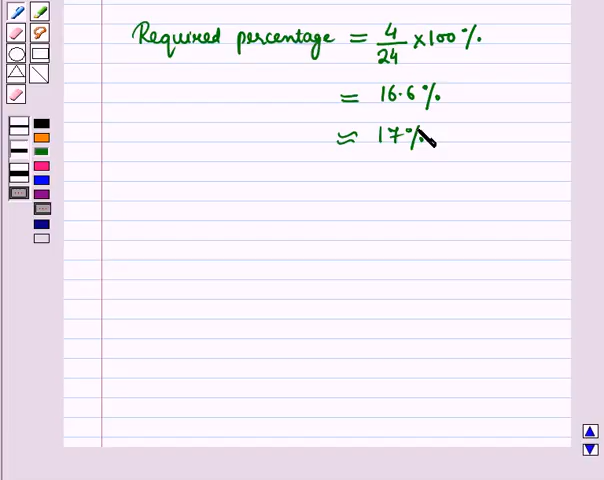 Required percentage = 4/24 ×100%
= 16.6%
≈ 17%